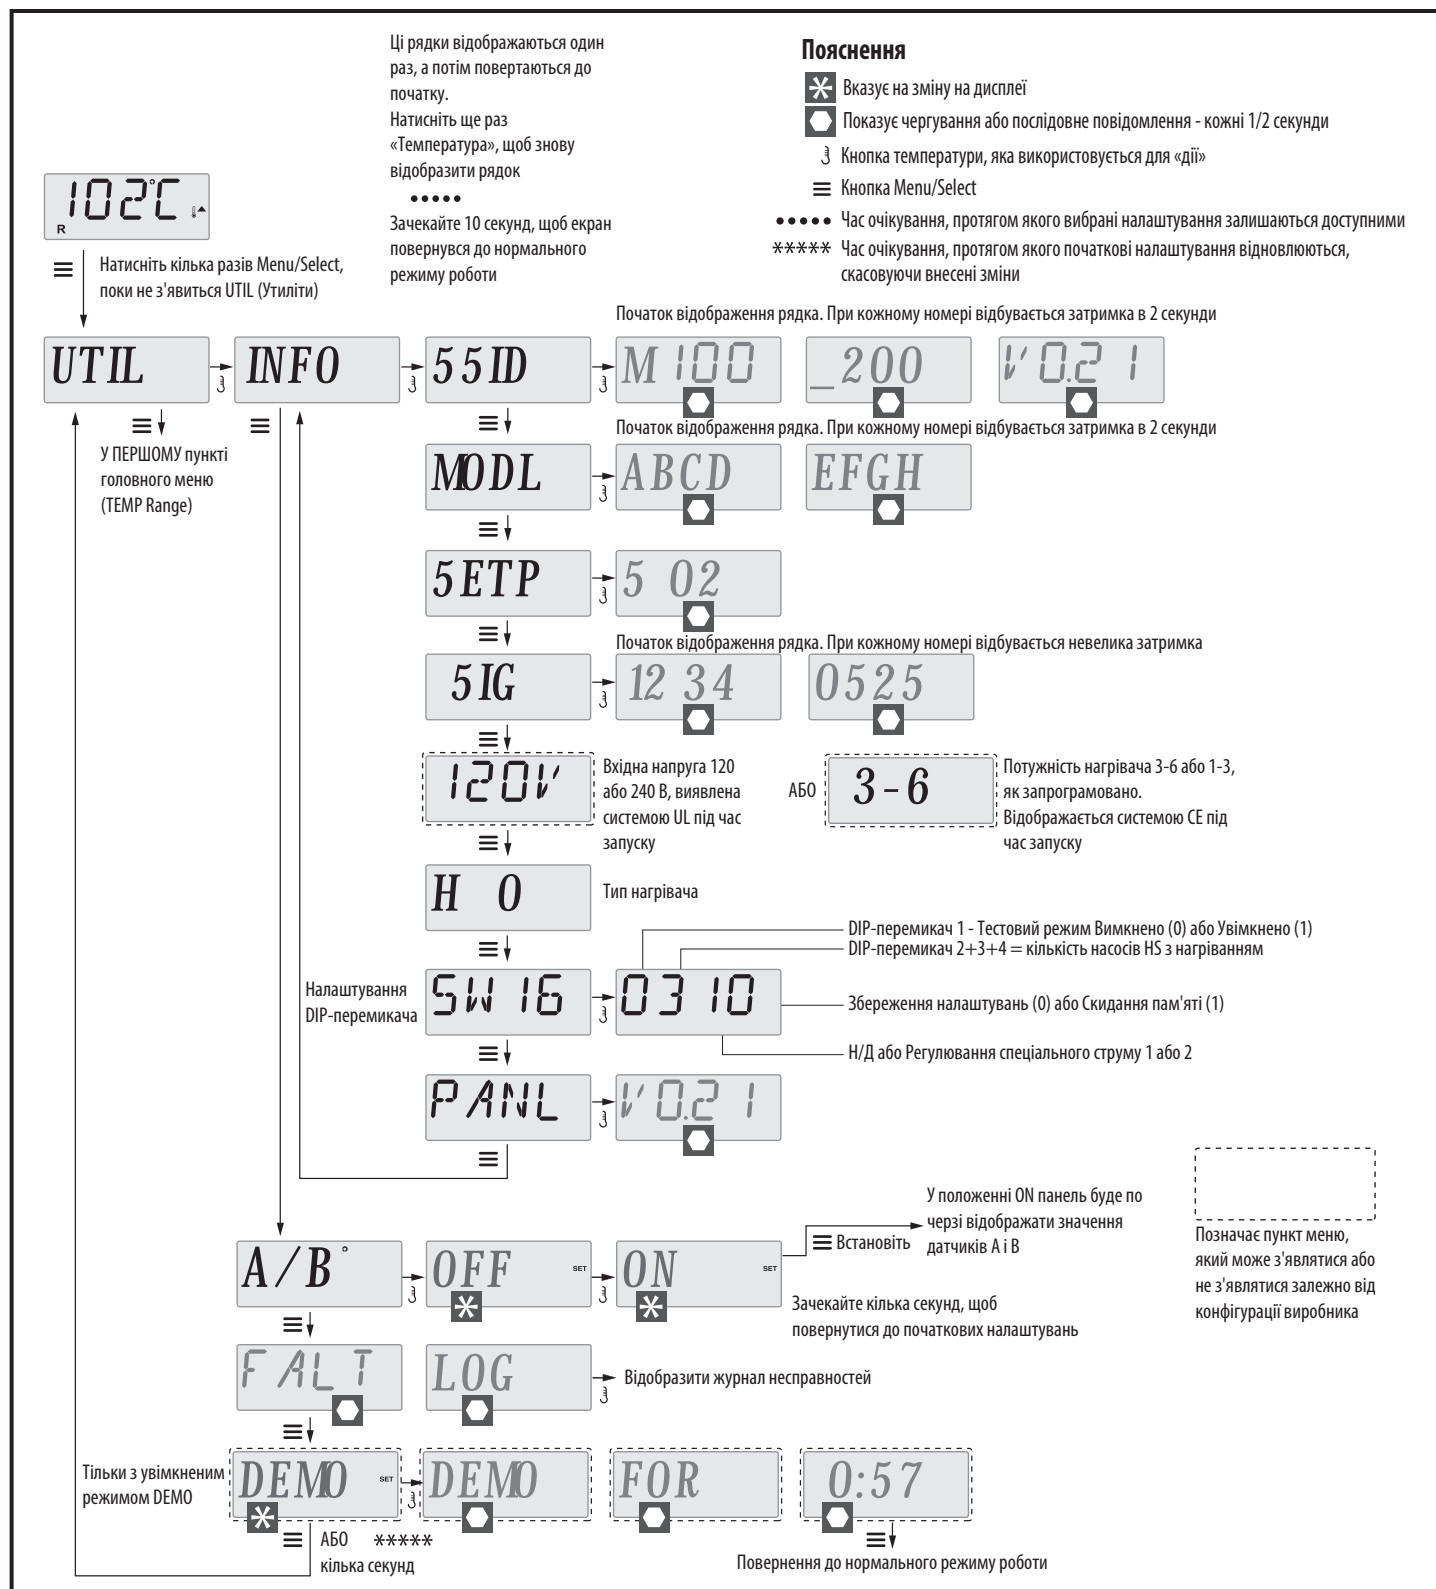 Ці рядки відображаються один
раз, а потім повертаються до
початку.
Натисніть ще раз
«Температура», щоб знову
відобразити рядок
•••••
Зачекайте 10 секунд, щоб екран
повернувся до нормального
режиму роботи
Пояснення
Вказує на зміну на дисплеї
Показує чергування або послідовне повідомлення - кожні 1/2 секунди
Кнопка температури, яка використовується для «дії»
Кнопка Menu/Select
••••• Час очікування, протягом якого вибрані налаштування залишаються доступними
***** Час очікування, протягом якого початкові налаштування відновлюються,
скасовуючи внесені зміни
102°C
R
Натисніть кілька разів Menu/Select,
поки не з'явиться UTIL (Утиліти)
Початок відображення рядка. При кожному номері відбувається затримка в 2 секунди
UTIL INFO 55ID M100 _200 V0.21
У ПЕРШОМУ пункті
головного меню
(TEMP Range)
Початок відображення рядка. При кожному номері відбувається затримка в 2 секунди
MODL ABCD EFGH
5ETP 5 02
Початок відображення рядка. При кожному номері відбувається невелика затримка
5IG 12 34 0525
120V
Вхідна напруга 120
або 240 В, виявлена
системою UL під час
запуску
АБО
3-6
Потужність нагрівача 3-6 або 1-3,
як запрограмовано.
Відображається системою CE під
час запуску
H 0 Тип нагрівача
DIP-перемикач 1 - Тестовий режим Вимкнено (0) або Увімкнено (1)
DIP-перемикач 2+3+4 = кількість насосів HS з нагріванням
Налаштування
DIP-перемикача
SW 16 0310
Збереження налаштувань (0) або Скидання пам'яті (1)
Н/Д або Регулювання спеціального струму 1 або 2
PANL V0.21
У положенні ON панель буде по
черзі відображати значення
датчиків A і B
Встановіть
Позначає пункт меню,
який може з'являтися або
не з'являтися залежно від
конфігурації виробника
A/B° OFF SET ON SET
Зачекайте кілька секунд, щоб
повернутися до початкових налаштувань
FALT LOG Відобразити журнал несправностей
Тільки з увімкненим
режимом DEMO
DEMO SET DEMO FOR 0:57
АБО *****
кілька секунд
Повернення до нормального режиму роботи